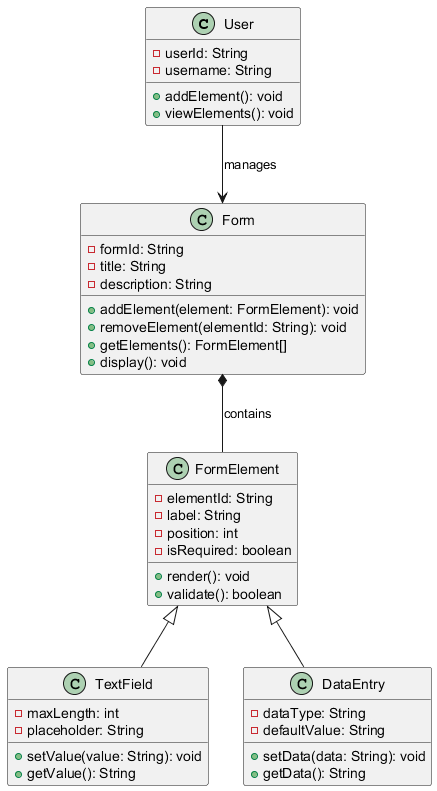 C User
userId: String
username: String
addElement(): void
viewElements(): void
manages
C Form
formId: String
title: String
description: String
addElement(element: FormElement): void
removeElement(elementId: String): void
getElements(): FormElement[]
display(): void
contains
C FormElement
elementId: String
label: String
position: int
isRequired: boolean
render(): void
validate(): boolean
C TextField
maxLength: int
placeholder: String
setValue(value: String): void
getValue(): String
C DataEntry
dataType: String
defaultValue: String
setData(data: String): void
getData(): String